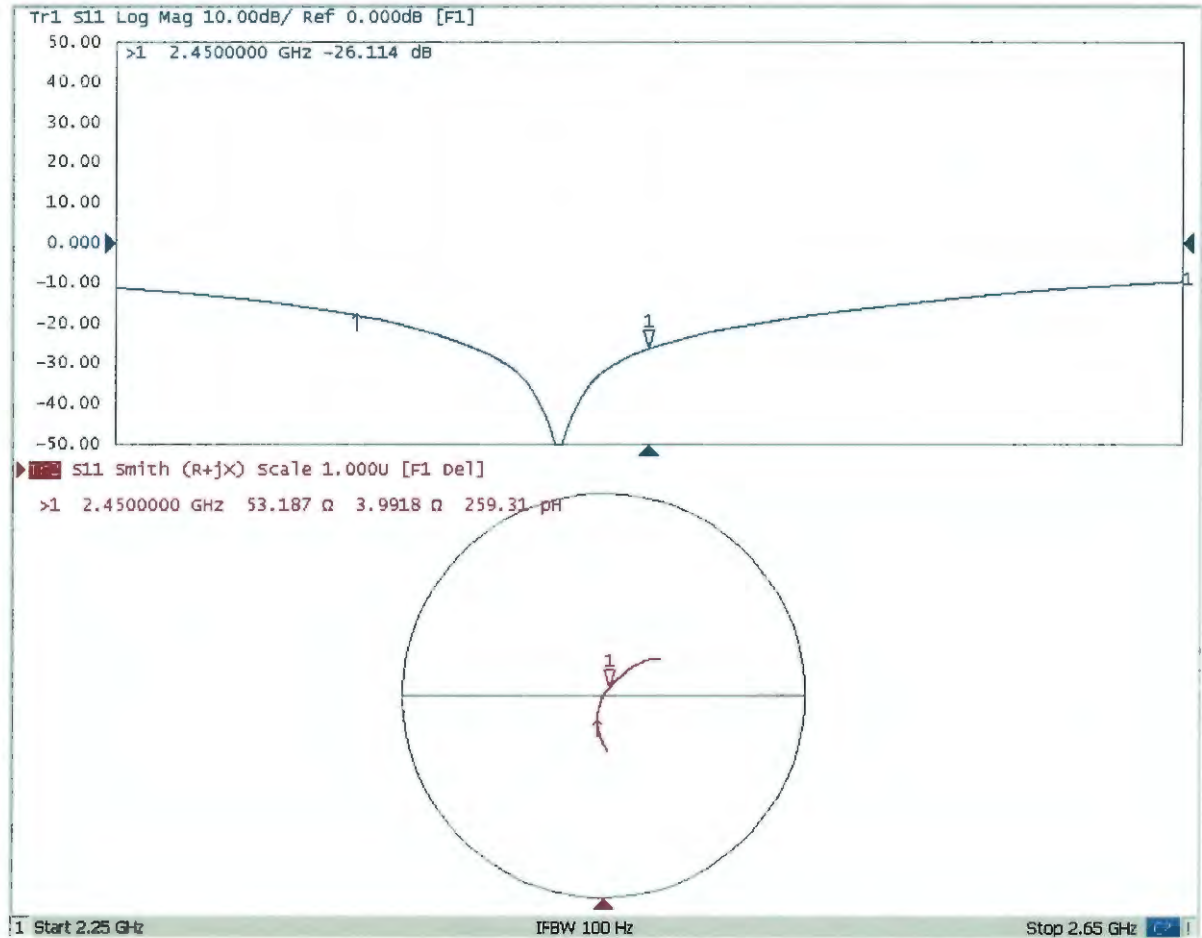 Tr1 S11 Log Mag 10.00dB/ Ref 0.000dB [F1]
50.00
>1 2.4500000 GHz -26.114 dB
40.00
30.00
20.00
10.00
0.000
-10.00
1
-20.00
1
-30.00
-40.00
-50.00
Tr2 S11 Smith (R+jX) Scale 1.000U [F1 Del]
>1 2.4500000 GHz 53.187 Ω 3.9918 Ω 259.31 pH
1
1 Start 2.25 GHz IFBW 100 Hz Stop 2.65 GHz C? !